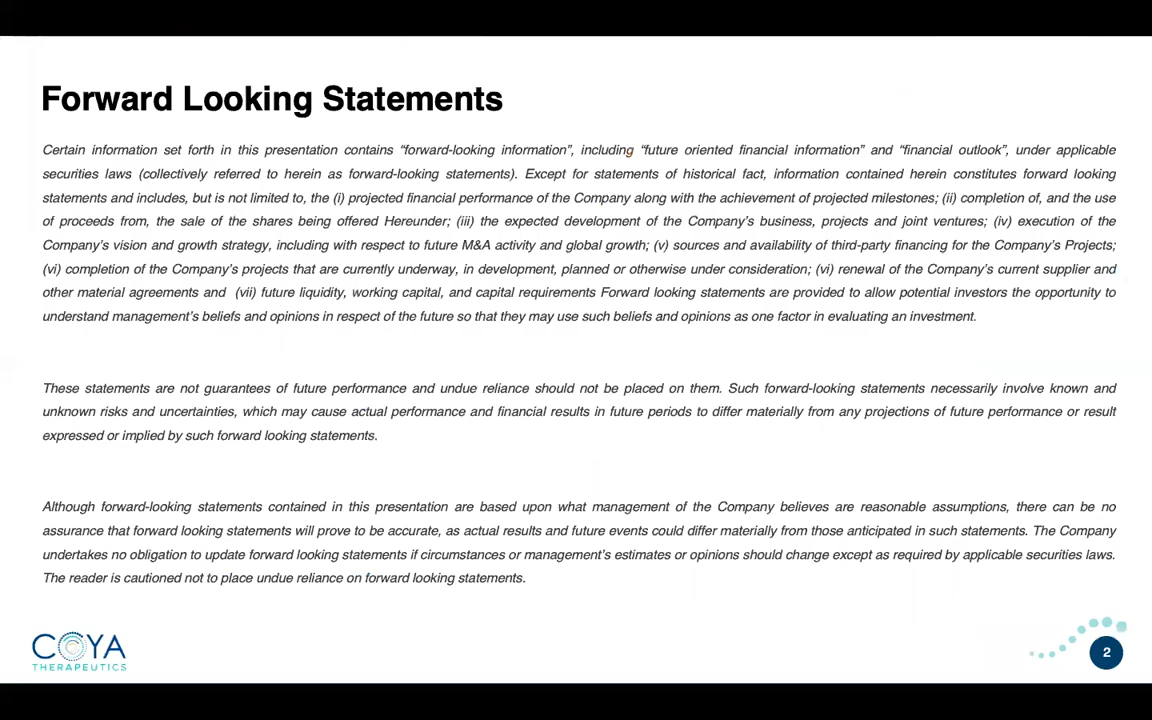 Forward Looking Statements
Certain information set forth in this presentation contains “forward-looking information”, including “future oriented financial information” and “financial outlook”, under applicable
securities laws (collectively referred to herein as forward-looking statements). Except for statements of historical fact, information contained herein constitutes forward looking
statements and includes, but is not limited to, the (i) projected financial performance of the Company along with the achievement of projected milestones; (ii) completion of, and the use
of proceeds from, the sale of the shares being offered Hereunder; (iii) the expected development of the Company’s business, projects and joint ventures; (iv) execution of the
Company’s vision and growth strategy, including with respect to future M&A activity and global growth; (v) sources and availability of third-party financing for the Company’s Projects;
(vi) completion of the Company’s projects that are currently underway, in development, planned or otherwise under consideration; (vi) renewal of the Company’s current supplier and
other material agreements and (vii) future liquidity, working capital, and capital requirements Forward looking statements are provided to allow potential investors the opportunity to
understand management’s beliefs and opinions in respect of the future so that they may use such beliefs and opinions as one factor in evaluating an investment.
These statements are not guarantees of future performance and undue reliance should not be placed on them. Such forward-looking statements necessarily involve known and
unknown risks and uncertainties, which may cause actual performance and financial results in future periods to differ materially from any projections of future performance or result
expressed or implied by such forward looking statements.
Although forward-looking statements contained in this presentation are based upon what management of the Company believes are reasonable assumptions, there can be no
assurance that forward looking statements will prove to be accurate, as actual results and future events could differ materially from those anticipated in such statements. The Company
undertakes no obligation to update forward looking statements if circumstances or management’s estimates or opinions should change except as required by applicable securities laws.
The reader is cautioned not to place undue reliance on forward looking statements.
COYA
THERAPEUTICS
2